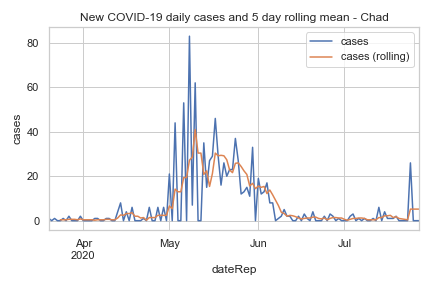 New COVID-19 daily cases and 5 day rolling mean - Chad
cases
cases (rolling)
80
60
40
20
0
cases
Apr
2020
May
Jun
Jul
dateRep